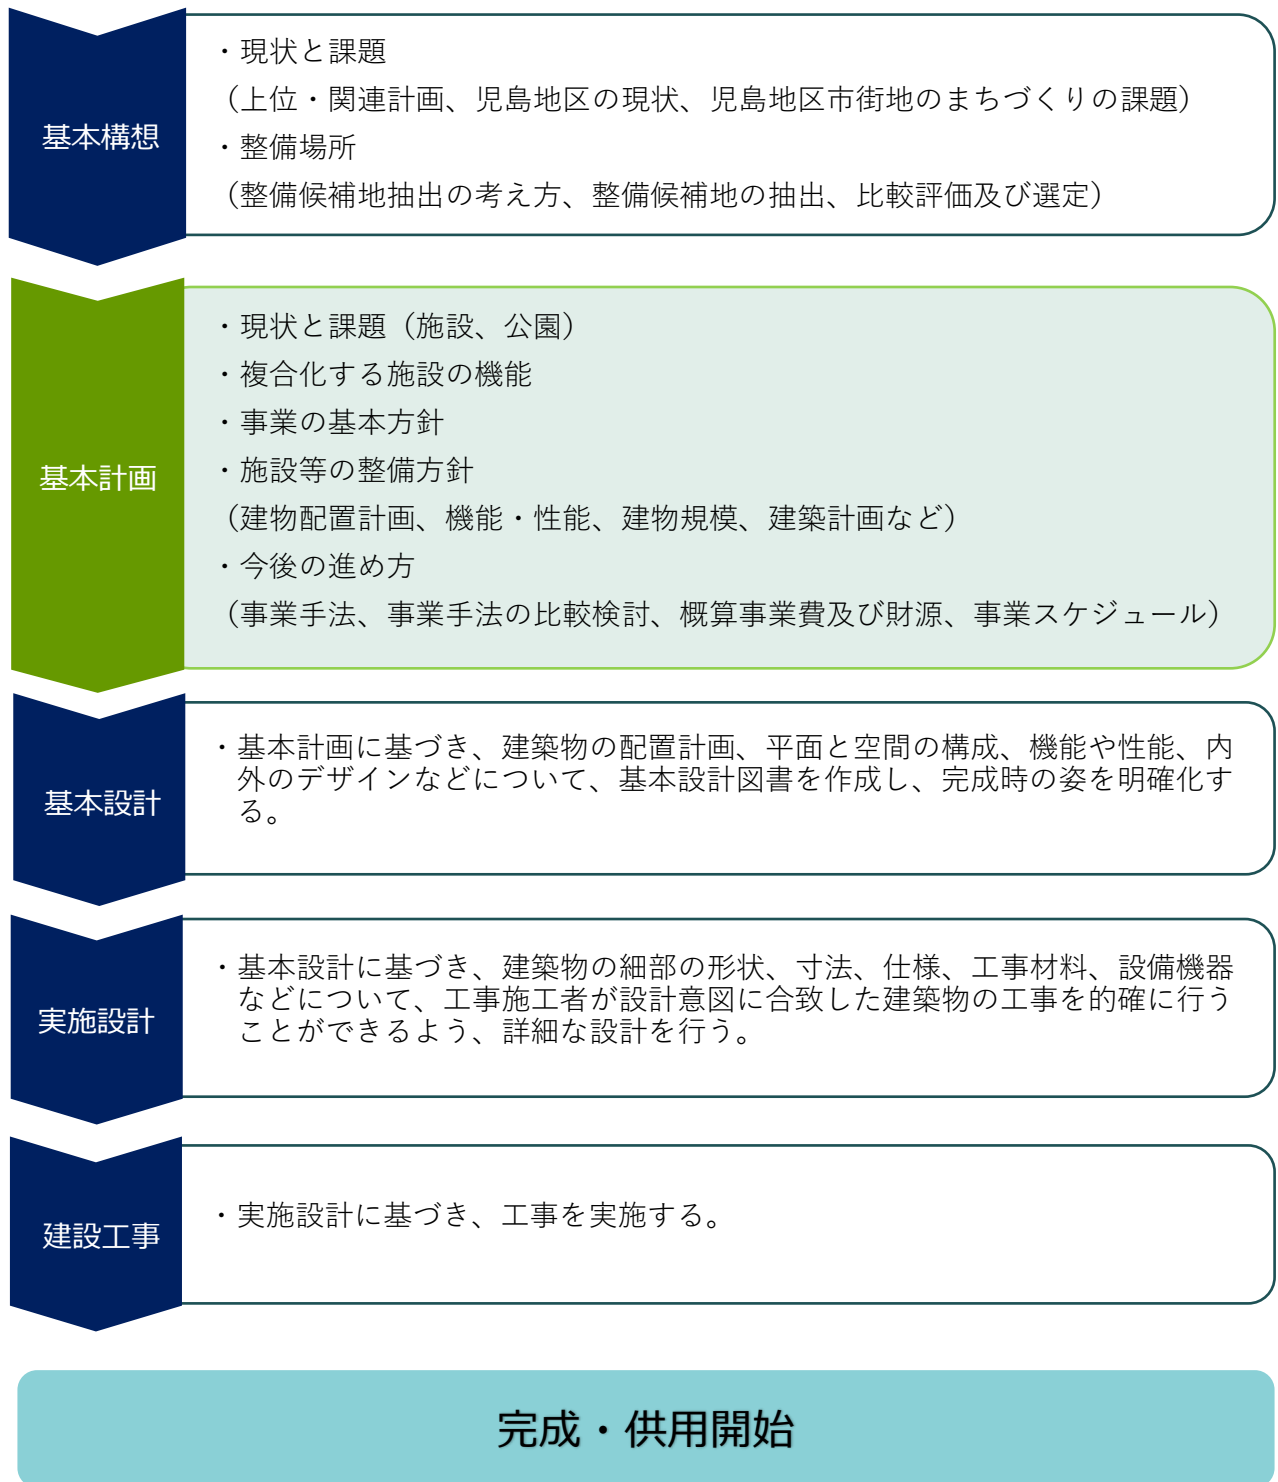 基本構想
・現状と課題
（上位・関連計画、児島地区の現状、児島地区市街地のまちづくりの課題）
・整備場所
（整備候補地抽出の考え方、整備候補地の抽出、比較評価及び選定）
基本計画
・現状と課題（施設、公園）
・複合化する施設の機能
・事業の基本方針
・施設等の整備方針
（建物配置計画、機能・性能、建物規模、建築計画など）
・今後の進め方
（事業手法、事業手法の比較検討、概算事業費及び財源、事業スケジュール）
基本設計
・基本計画に基づき、建築物の配置計画、平面と空間の構成、機能や性能、内
外のデザインなどについて、基本設計図書を作成し、完成時の姿を明確化す
る。
実施設計
・基本設計に基づき、建築物の細部の形状、寸法、仕様、工事材料、設備機器
などについて、工事施工者が設計意図に合致した建築物の工事を的確に行う
ことができるよう、詳細な設計を行う。
建設工事
・実施設計に基づき、工事を実施する。
完成・供用開始